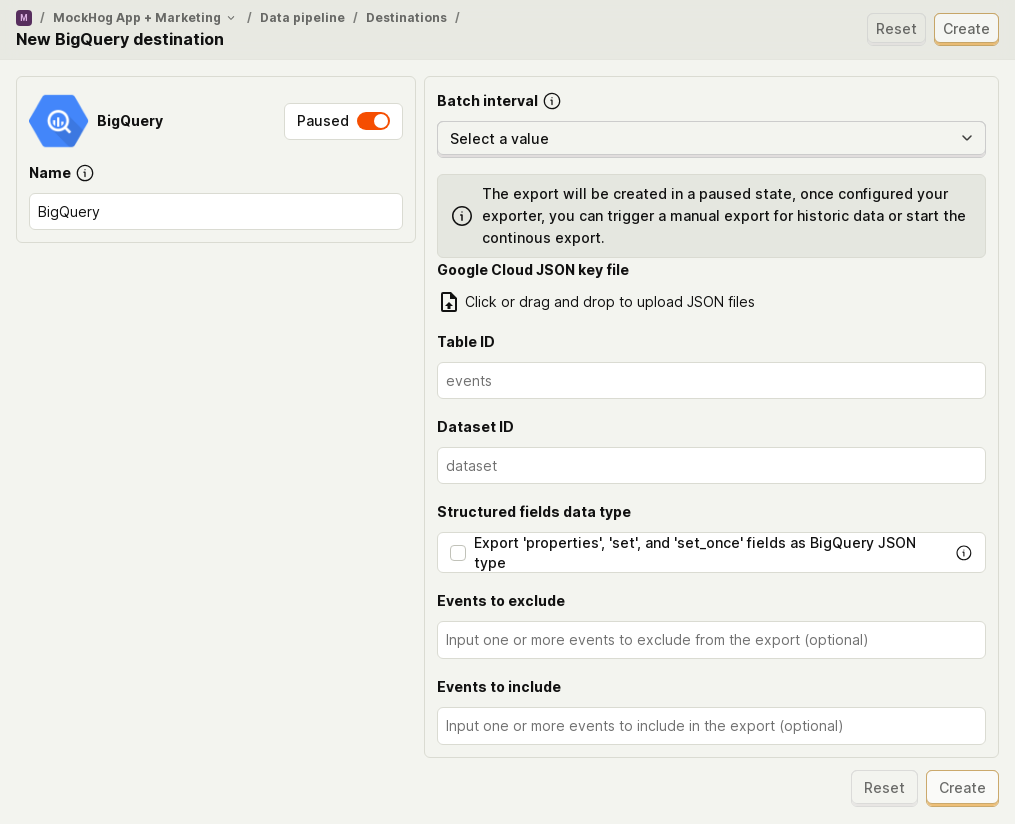 M / MockHog App + Marketing / Data pipeline / Destinations /
New BigQuery destination
Reset
Create
BigQuery
Paused
Name
BigQuery
Batch interval
Select a value
The export will be created in a paused state, once configured your
exporter, you can trigger a manual export for historic data or start the
continous export.
Google Cloud JSON key file
Click or drag and drop to upload JSON files
Table ID
events
Dataset ID
dataset
Structured fields data type
Export 'properties', 'set', and 'set_once' fields as BigQuery JSON
type
Events to exclude
Input one or more events to exclude from the export (optional)
Events to include
Input one or more events to include in the export (optional)
Reset
Create